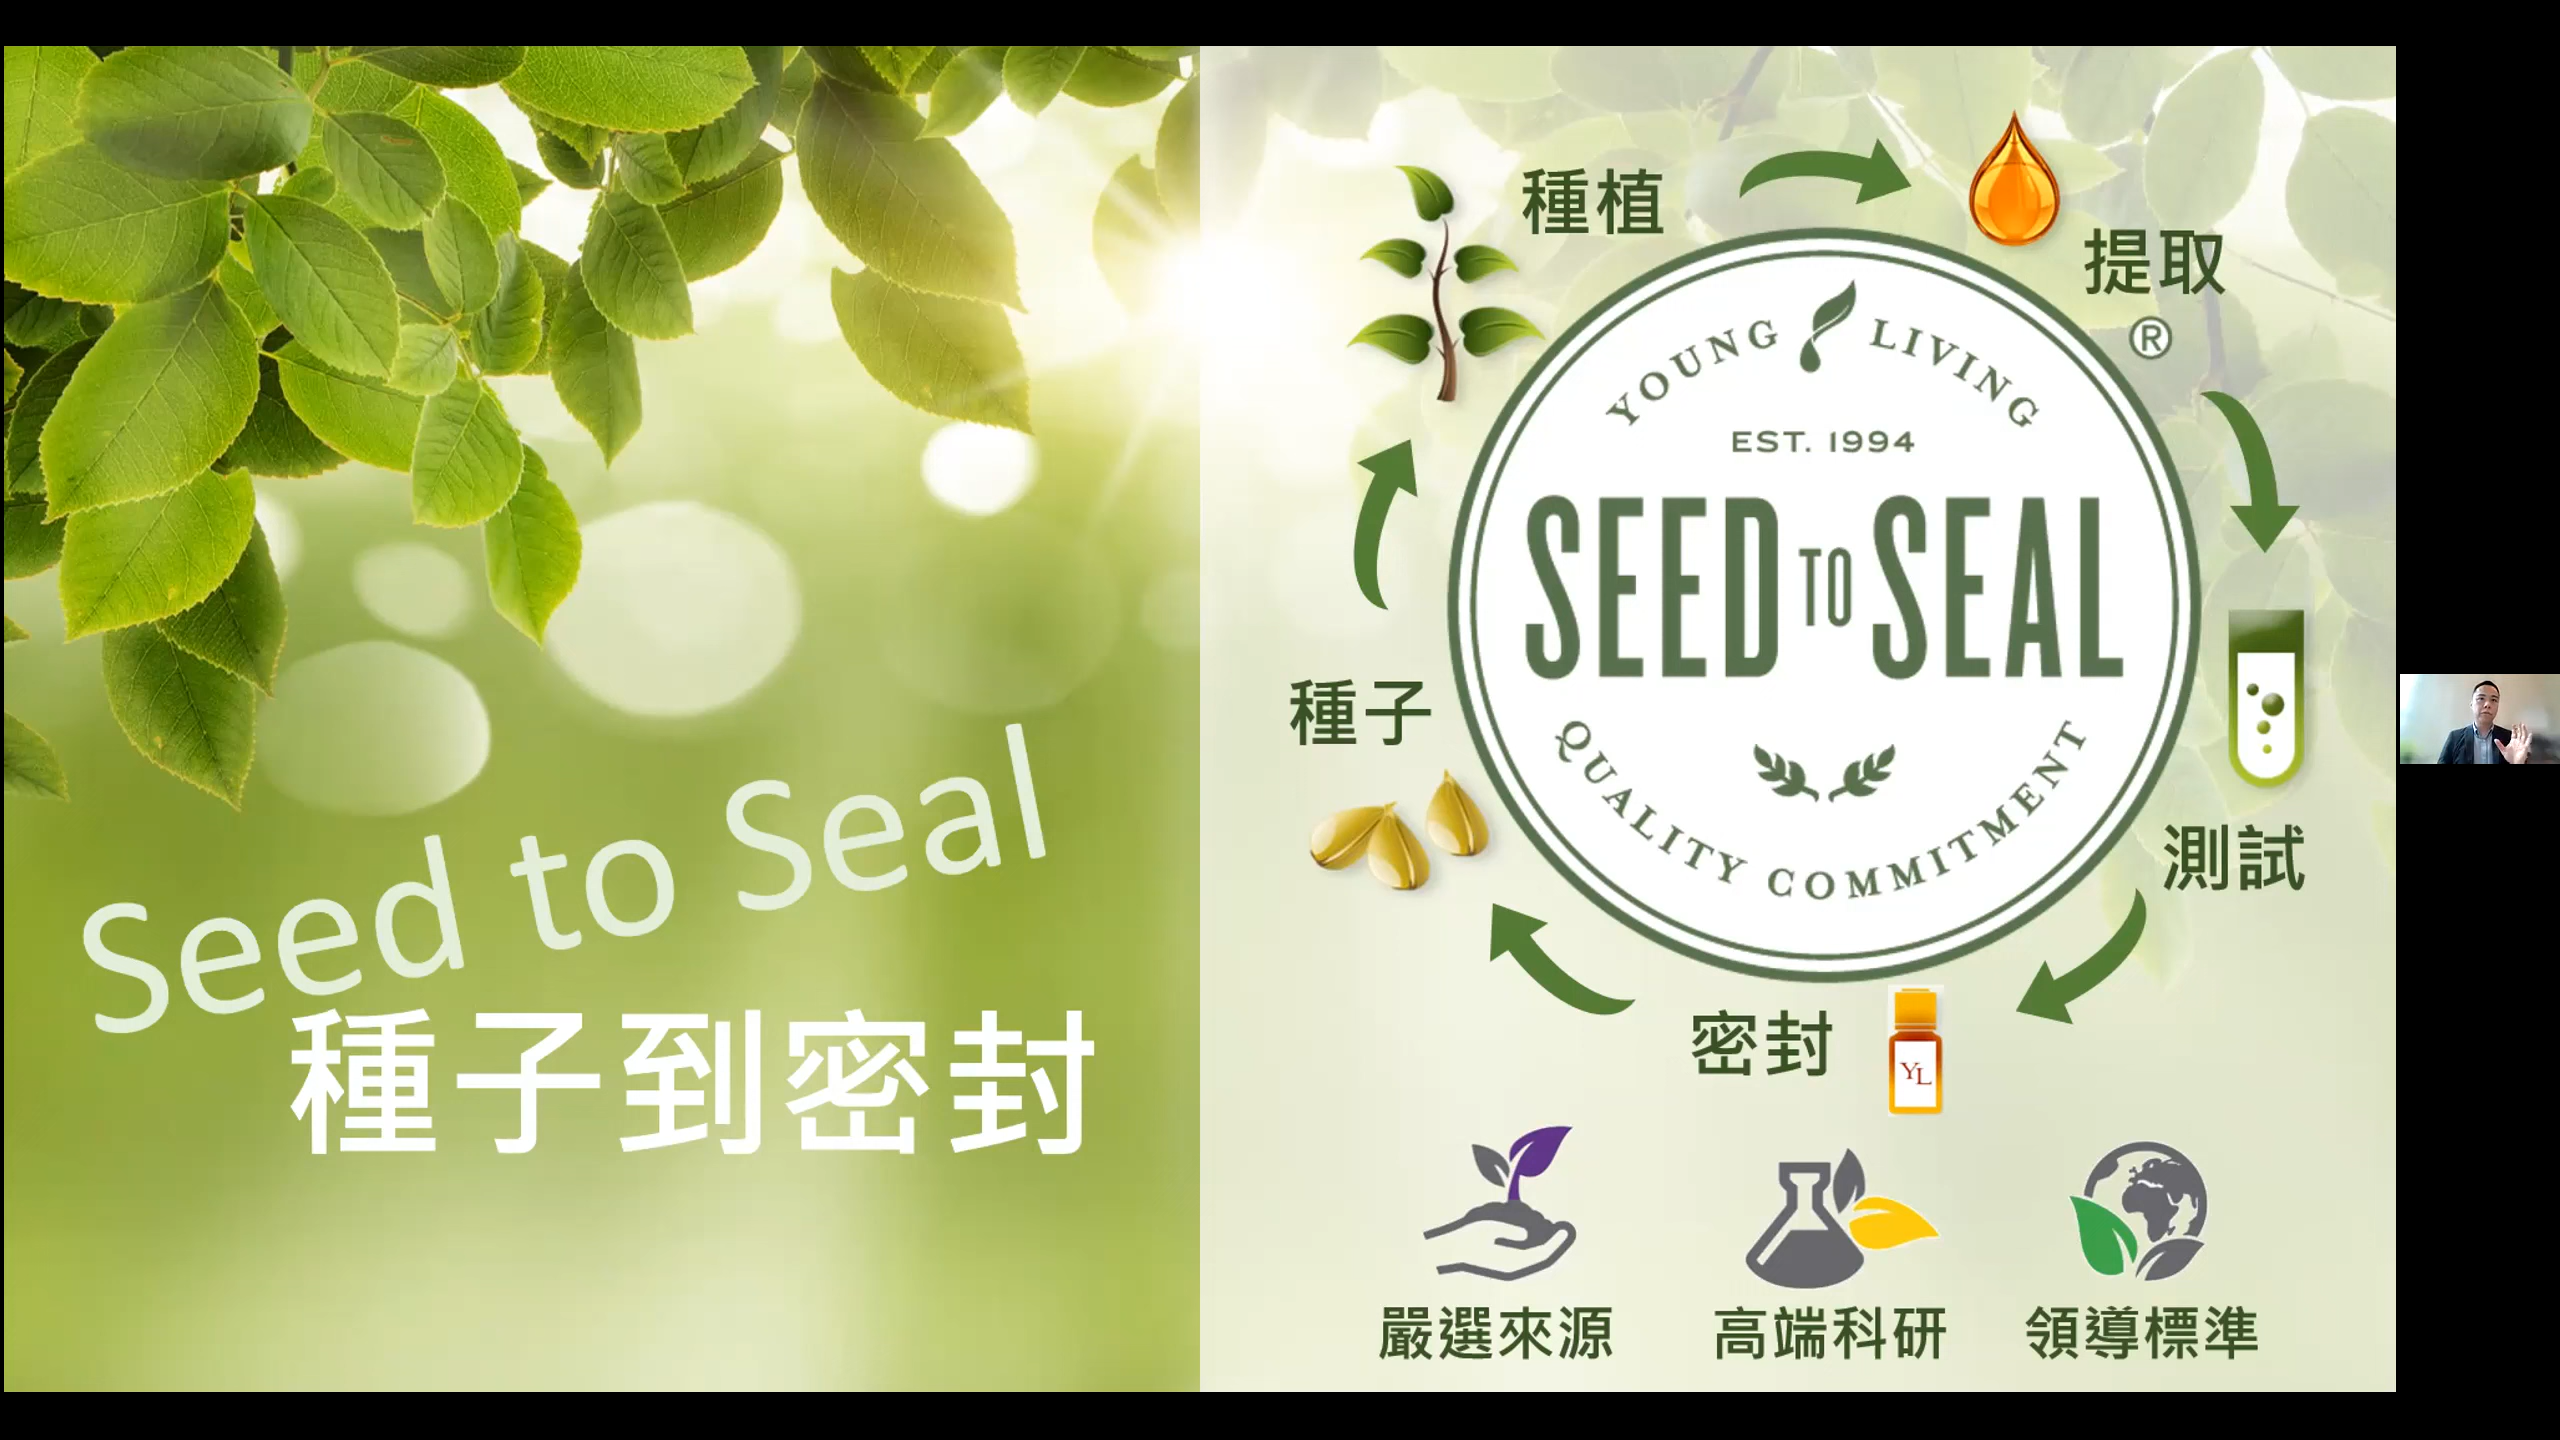 Seed to Seal
種子到密封
種植
提取
®
YOUNG LIVING
EST. 1994
SEED TO SEAL
QUALITY COMMITMENT
種子
測試
密封
YL
嚴選來源
高端科研
領導標準